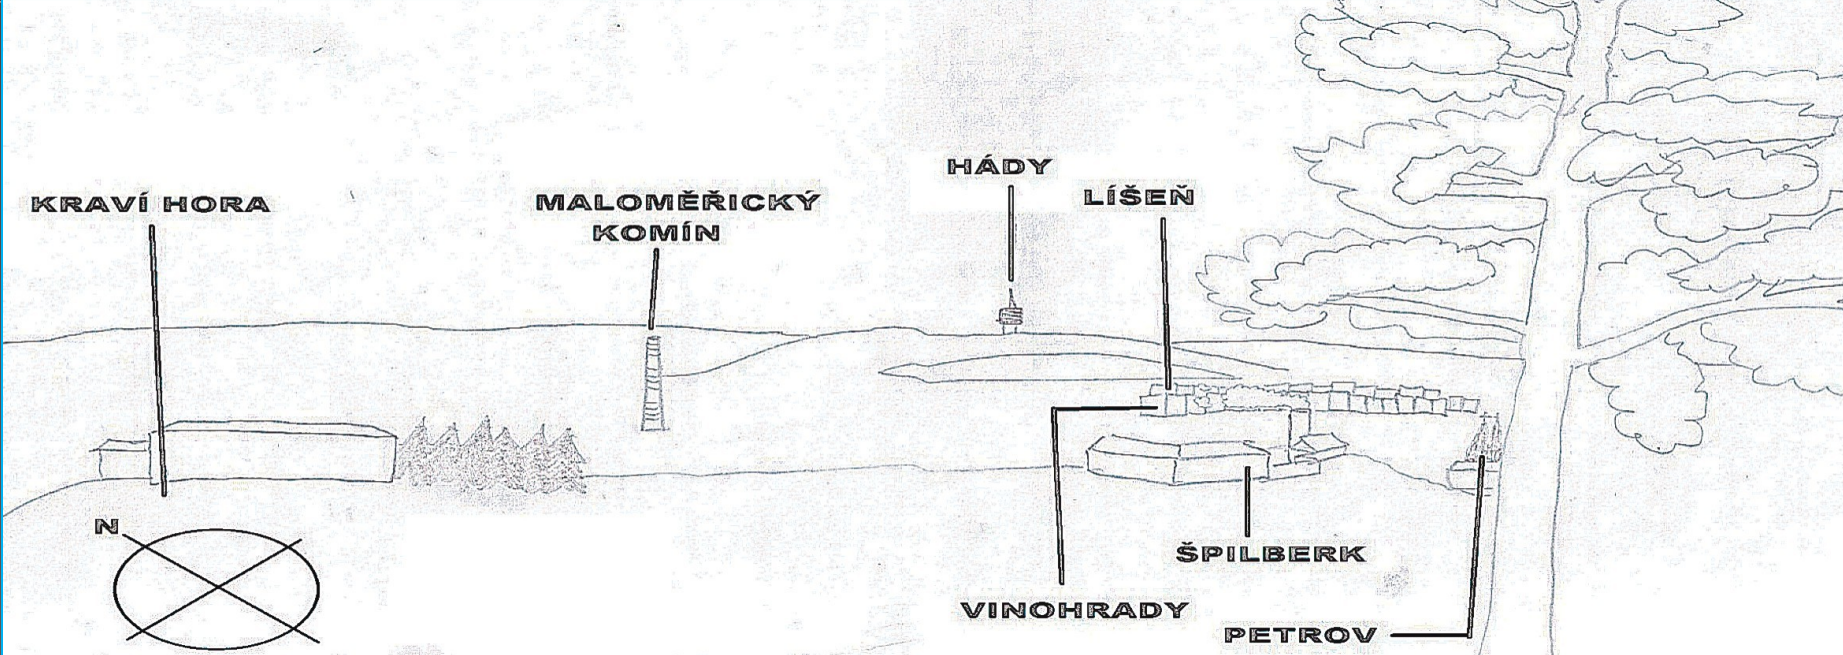 HÁDY
KRAVÍ HORA
MALOMĚŘICKÝ
KOMÍN
LÍŠEŇ
N
ŠPILBERK
VINOHRADY
PETROV